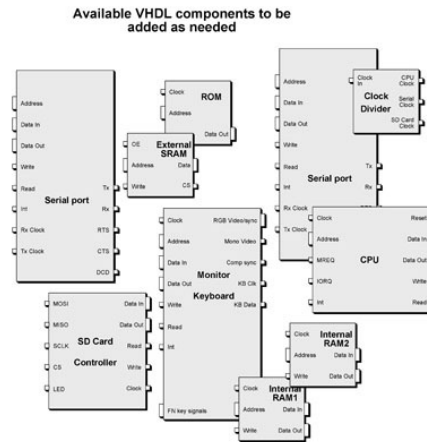 Available VHDL components to be
added as needed
Address
Data In
Data Out
Write
Read
Int
Rx Clock
Tx Clock
Serial port
Tx
Rx
RTS
CTS
DCD
Clock
Address
ROM
Data Out
OE
Address
Write
External
SRAM
Data
CS
Address
Data In
Data Out
Write
Read
Int
Rx Clock
Tx Clock
Serial port
Tx
Rx
Clock
In
Clock
Divider
CPU
Clock
Serial
Clock
SD Card
Clock
Clock
Address
MREQ
IORQ
Int
CPU
Reset
Data In
Data Out
Write
Read
Clock
Address
Data In
Data Out
Write
Read
Int
FN key signals
Monitor
Keyboard
RGB Video/sync
Mono Video
Comp sync
KB Clk
KB Data
MOSI
MISO
SCLK
CS
LED
SD Card
Controller
Data In
Data Out
Read
Write
Clock
Internal
RAM2
Clock
Address
Write
Data In
Data Out
Internal
RAM1
Clock
Address
Write
Data In
Data Out